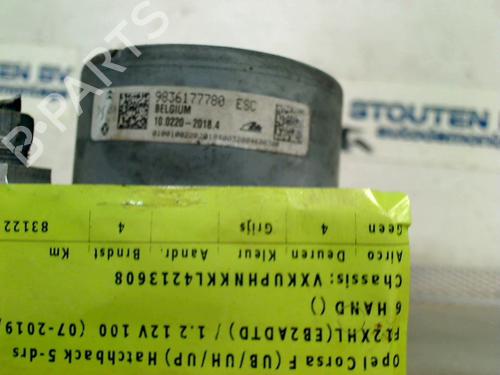 B-PARTS
STOUTEN BV
STOUTEN
9836177780 ESC
BELGIUM
10.0220-2018.4
Opel Corsa F (UB/UH/UP) Hatchback 5-drs
1.2 12V 100 (07-2019/
6 HAND ()
Chassis: VXKUPHNKKL4213608
Airco Deuren Kleur Aandr. Brndst Km
Geen 4 Grijs 4 83122